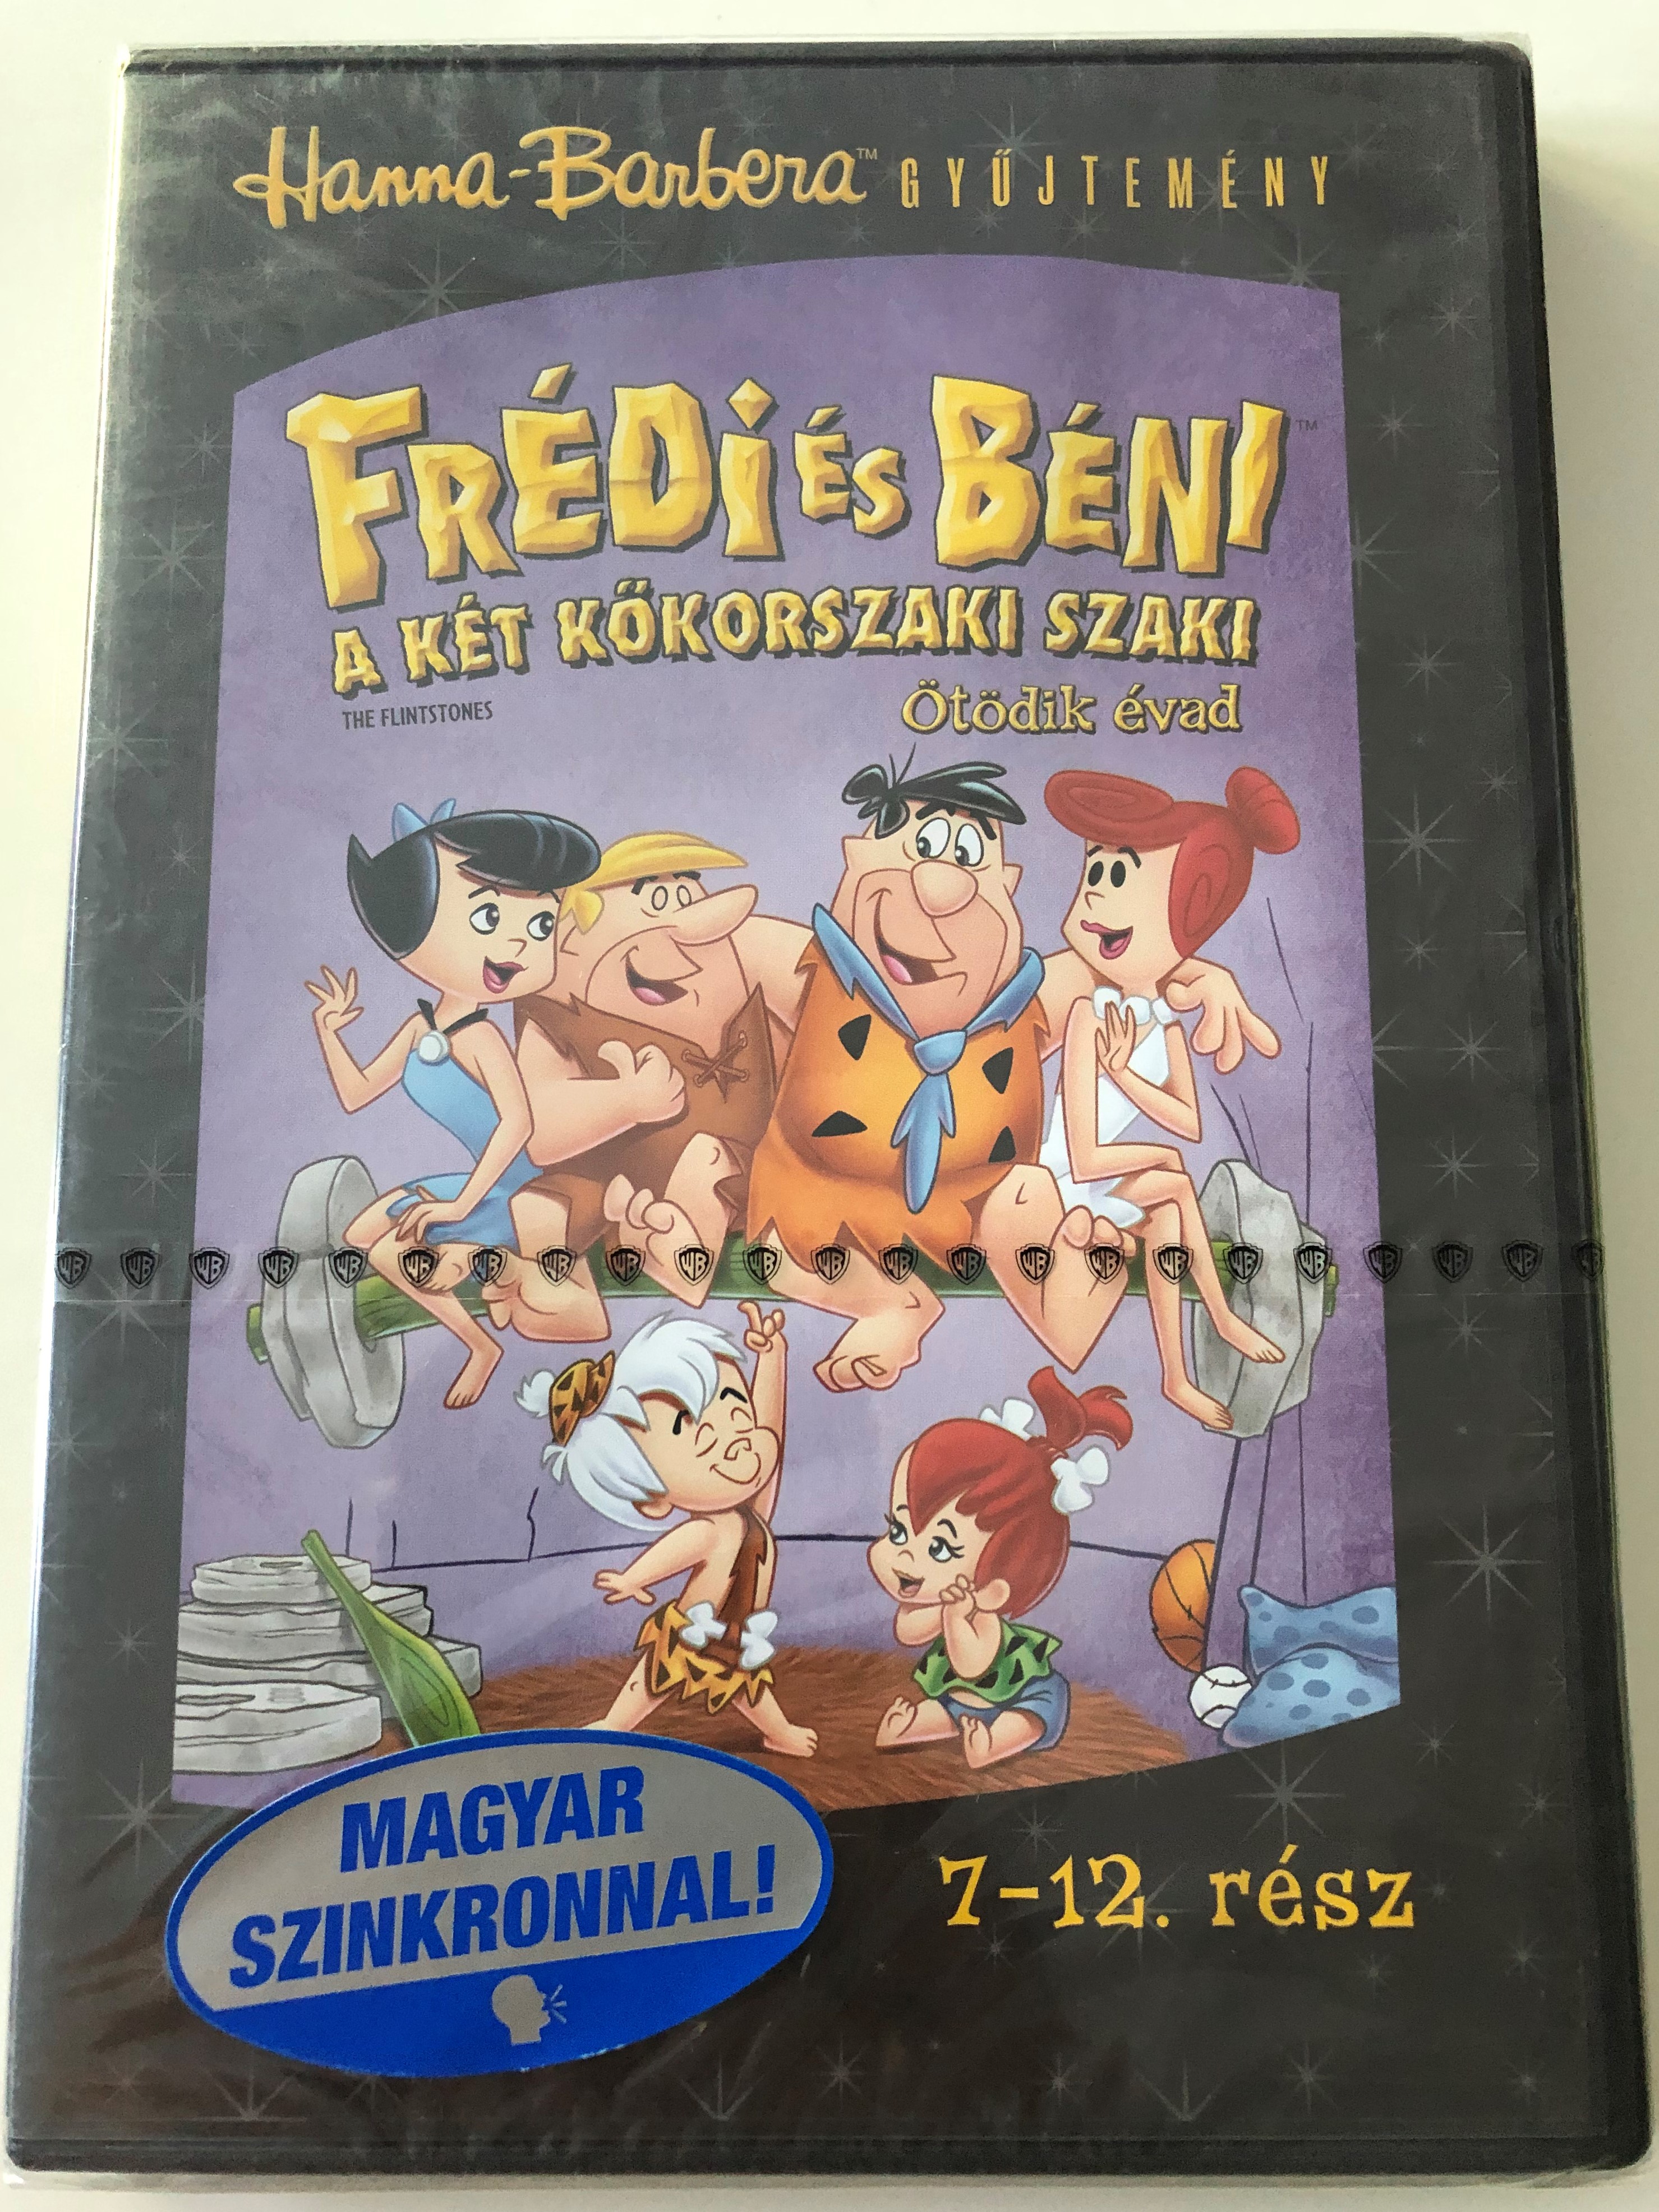 Hanna-Barbera™ GYŰJTEMÉNY
FRÉDI ÉS BÉNI™
A KÉT KŐKORSZAKI SZAKI
THE FLINTSTONES
Ötödik évad
MAGYAR
SZINKRONNAL!
7-12. rész